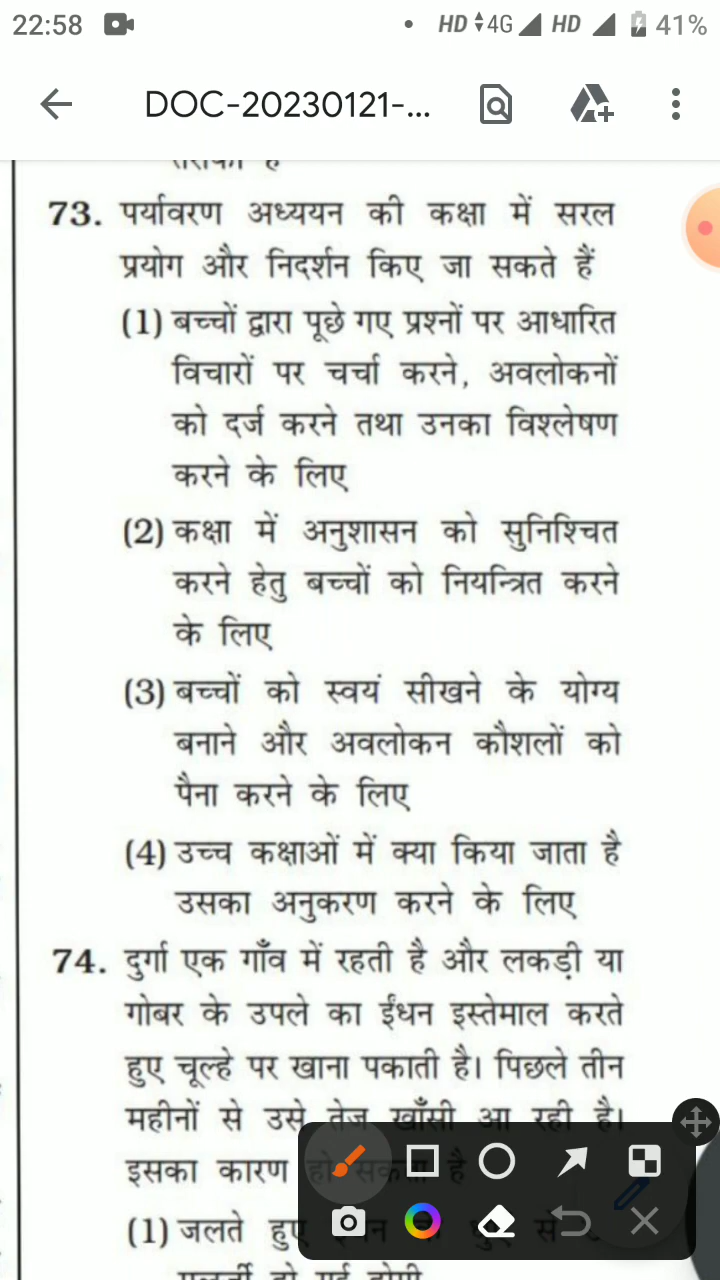 22:58 HD 4G HD 41%
DOC-20230121-...
73. पर्यावरण अध्ययन की कक्षा में सरल
प्रयोग और निदर्शन किए जा सकते हैं
(1) बच्चों द्वारा पूछे गए प्रश्नों पर आधारित
विचारों पर चर्चा करने, अवलोकनों
को दर्ज करने तथा उनका विश्लेषण
करने के लिए
(2) कक्षा में अनुशासन को सुनिश्चित
करने हेतु बच्चों को नियन्त्रित करने
के लिए
(3) बच्चों को स्वयं सीखने के योग्य
बनाने और अवलोकन कौशलों को
पैना करने के लिए
(4) उच्च कक्षाओं में क्या किया जाता है
उसका अनुकरण करने के लिए
74. दुर्गा एक गाँव में रहती है और लकड़ी या
गोबर के उपले का ईंधन इस्तेमाल करते
हुए चूल्हे पर खाना पकाती है। पिछले तीन
महीनों से उसे तेज खाँसी आ रही है।
इसका कारण हो सकता है
(1) जलते हुए